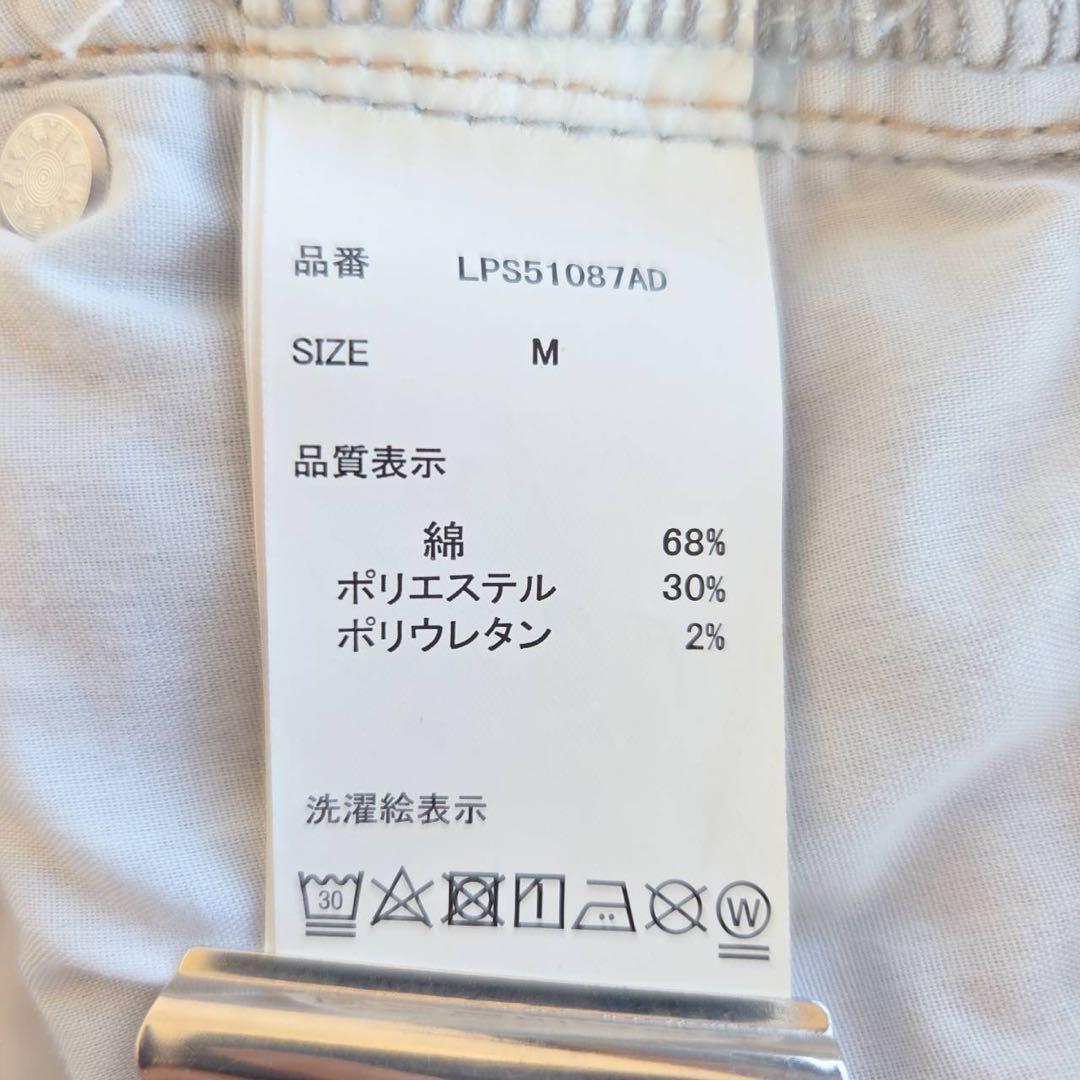 品番 LPS51087AD
SIZE M
品質表示
綿 68%
ポリエステル 30%
ポリウレタン 2%
洗濯絵表示
30 W